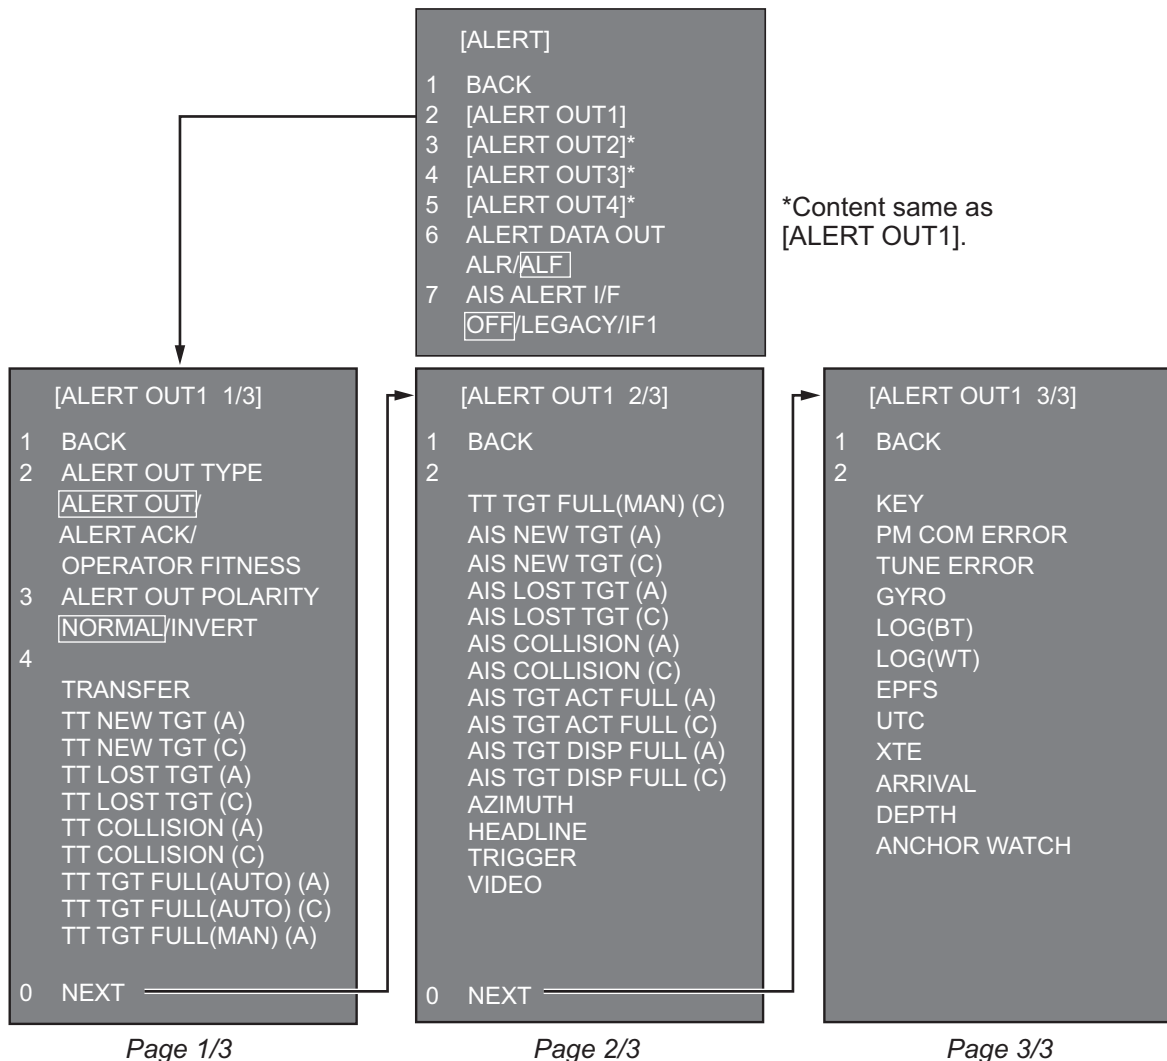 [ALERT]
1 BACK
2 [ALERT OUT1]
3 [ALERT OUT2]*
4 [ALERT OUT3]*
5 [ALERT OUT4]*
6 ALERT DATA OUT
ALR/ALF
7 AIS ALERT I/F
OFF/LEGACY/IF1
*Content same as
[ALERT OUT1].
[ALERT OUT1 1/3]
1 BACK
2 ALERT OUT TYPE
ALERT OUT/
ALERT ACK/
OPERATOR FITNESS
3 ALERT OUT POLARITY
NORMAL/INVERT
4
TRANSFER
TT NEW TGT (A)
TT NEW TGT (C)
TT LOST TGT (A)
TT LOST TGT (C)
TT COLLISION (A)
TT COLLISION (C)
TT TGT FULL(AUTO) (A)
TT TGT FULL(AUTO) (C)
TT TGT FULL(MAN) (A)
0 NEXT
Page 1/3
[ALERT OUT1 2/3]
1 BACK
2
TT TGT FULL(MAN) (C)
AIS NEW TGT (A)
AIS NEW TGT (C)
AIS LOST TGT (A)
AIS LOST TGT (C)
AIS COLLISION (A)
AIS COLLISION (C)
AIS TGT ACT FULL (A)
AIS TGT ACT FULL (C)
AIS TGT DISP FULL (A)
AIS TGT DISP FULL (C)
AZIMUTH
HEADLINE
TRIGGER
VIDEO
0 NEXT
Page 2/3
[ALERT OUT1 3/3]
1 BACK
2
KEY
PM COM ERROR
TUNE ERROR
GYRO
LOG(BT)
LOG(WT)
EPFS
UTC
XTE
ARRIVAL
DEPTH
ANCHOR WATCH
Page 3/3